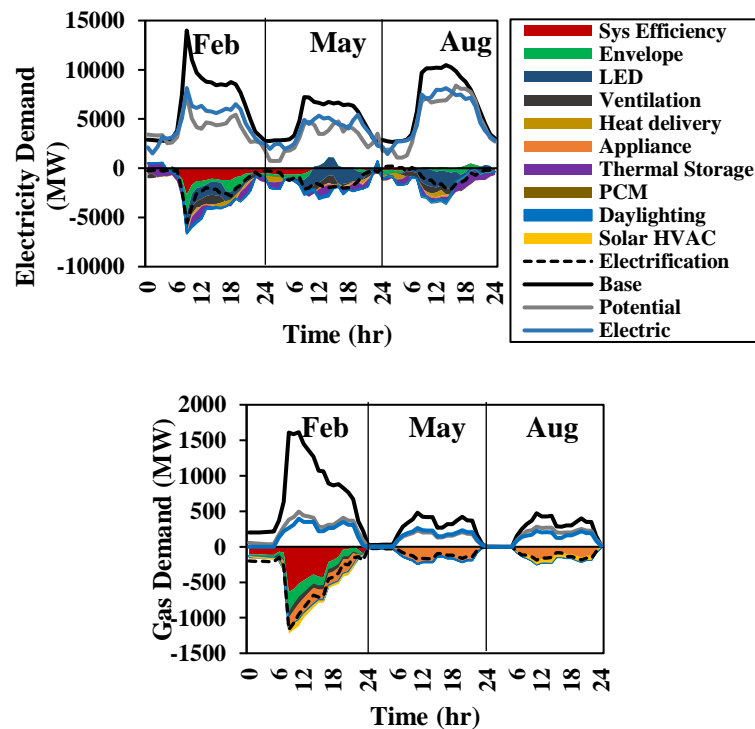 Feb May Aug
15000
10000
5000
0
-5000
-10000
Electricity Demand
(MW)
0 6 12 18 24 6 12 18 24 6 12 18 24
Time (hr)
Sys Efficiency
Envelope
LED
Ventilation
Heat delivery
Appliance
Thermal Storage
PCM
Daylighting
Solar HVAC
Electrification
Base
Potential
Electric
Feb May Aug
2000
1500
1000
500
0
-500
-1000
-1500
Gas Demand (MW)
0 6 12 18 24 6 12 18 24 6 12 18 24
Time (hr)